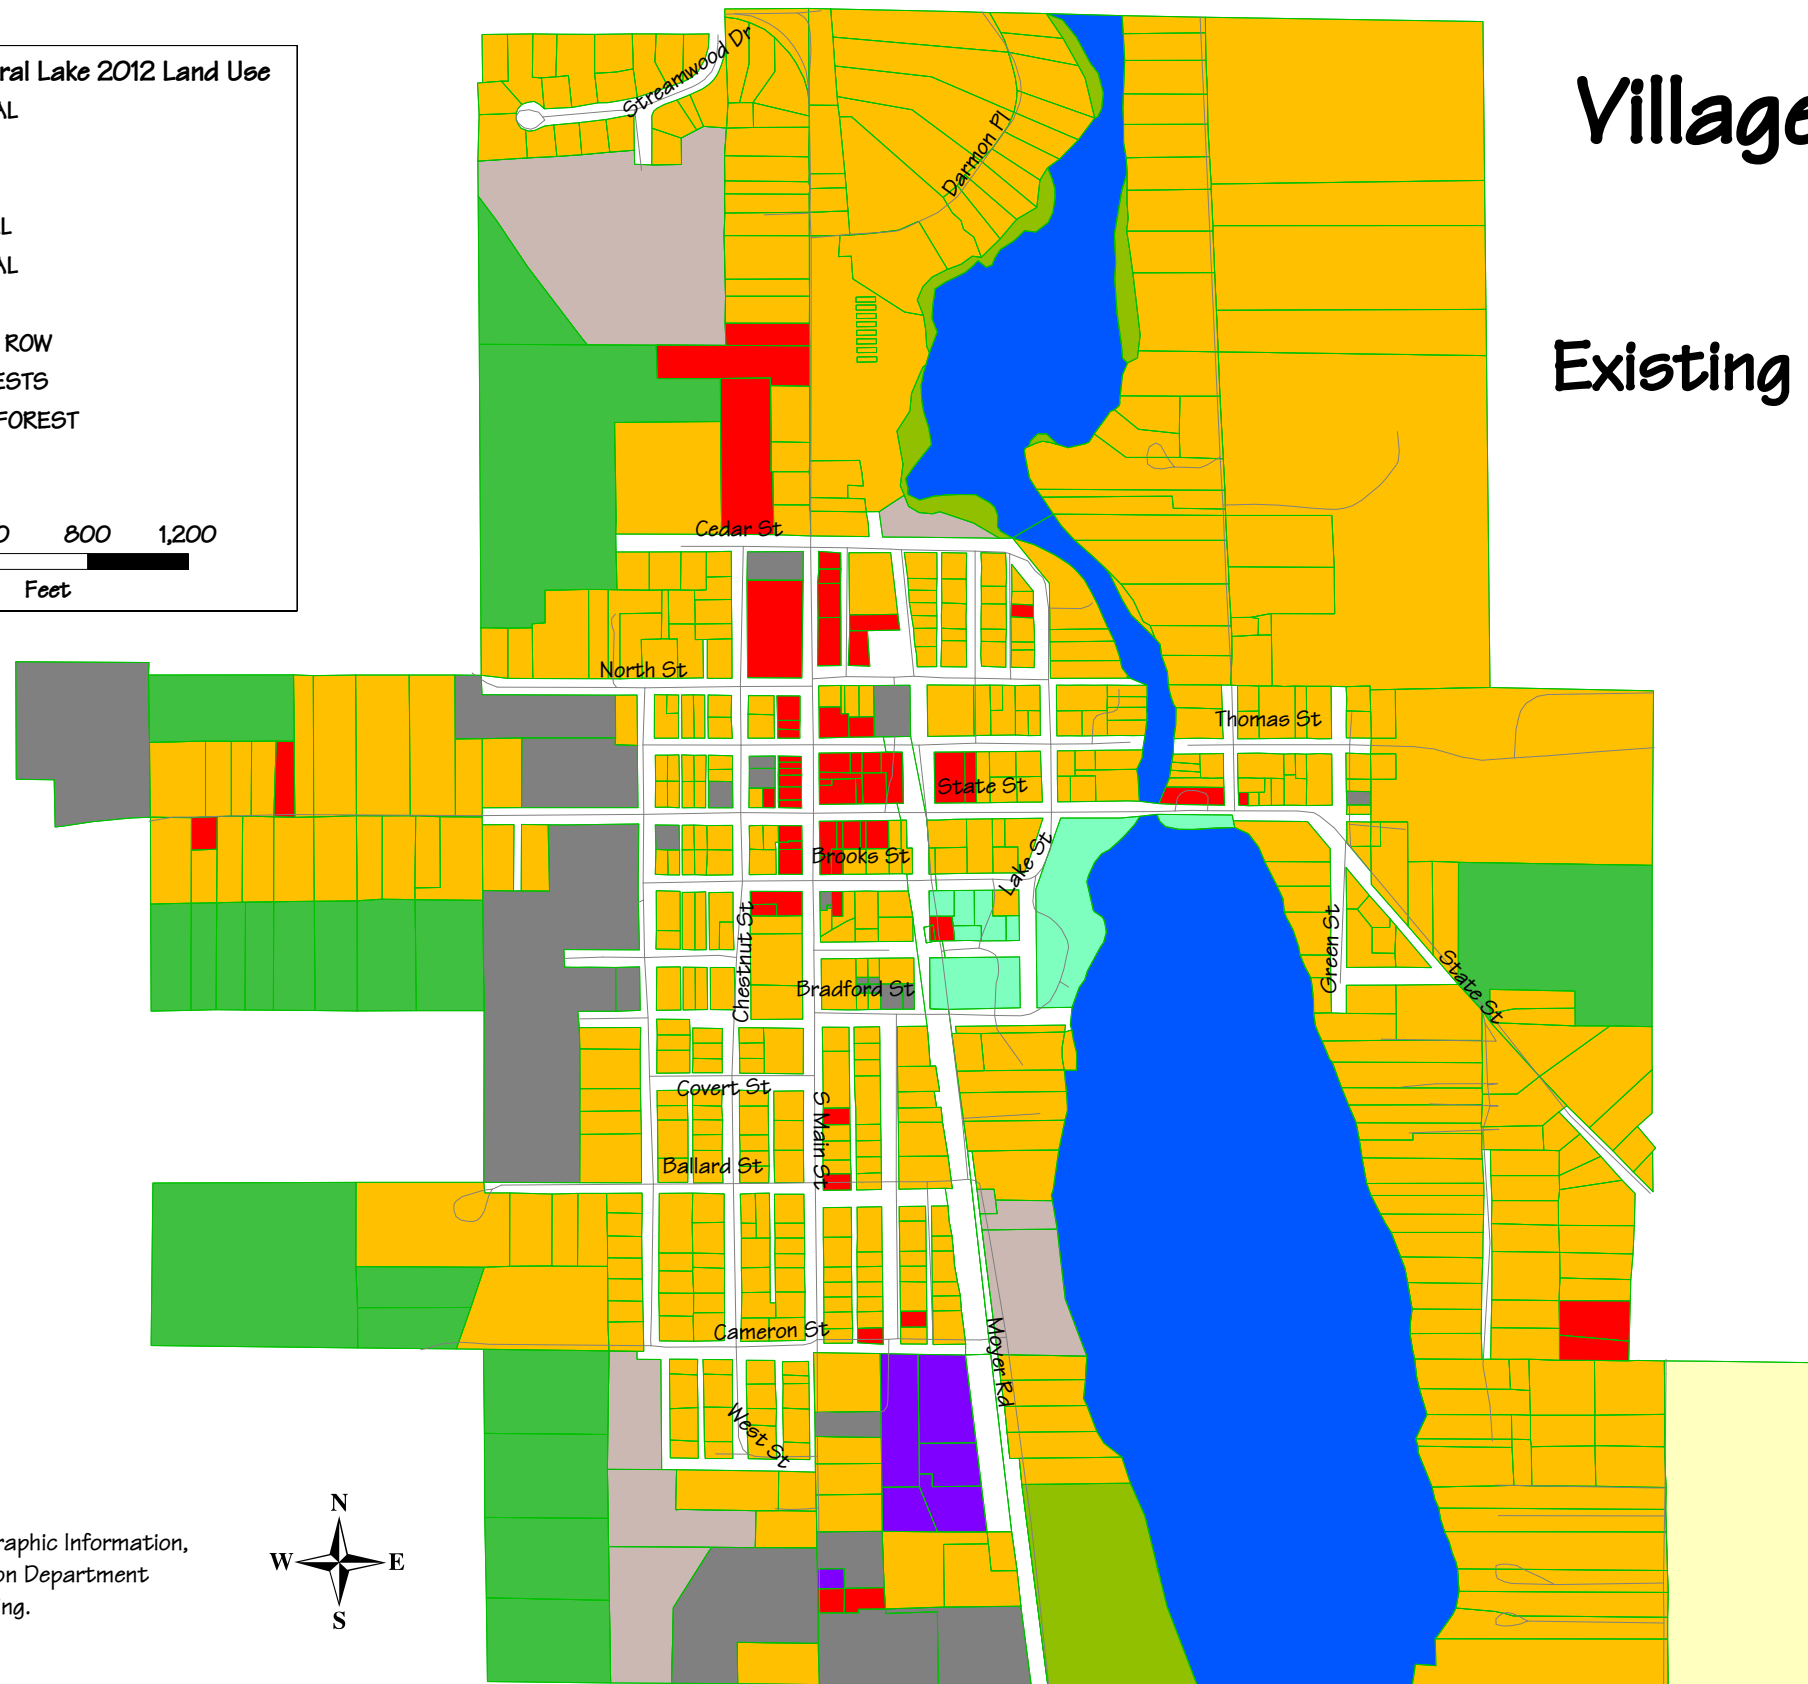 ral Lake 2012 Land Use
AL
L
AL
ROW
ESTS
FOREST
0 800 1,200
Feet
Village
Existing
Streamwood Dr
Darmon Pl
Cedar St
North St
Thomas St
State St
Brooks St
Lake St
Chestnut St
Bradford St
Green St
State St
Covert St
S Main St
Ballard St
Cameron St
Meyer Rd
West St
raphic Information,
on Department
ng.
N
W E
S